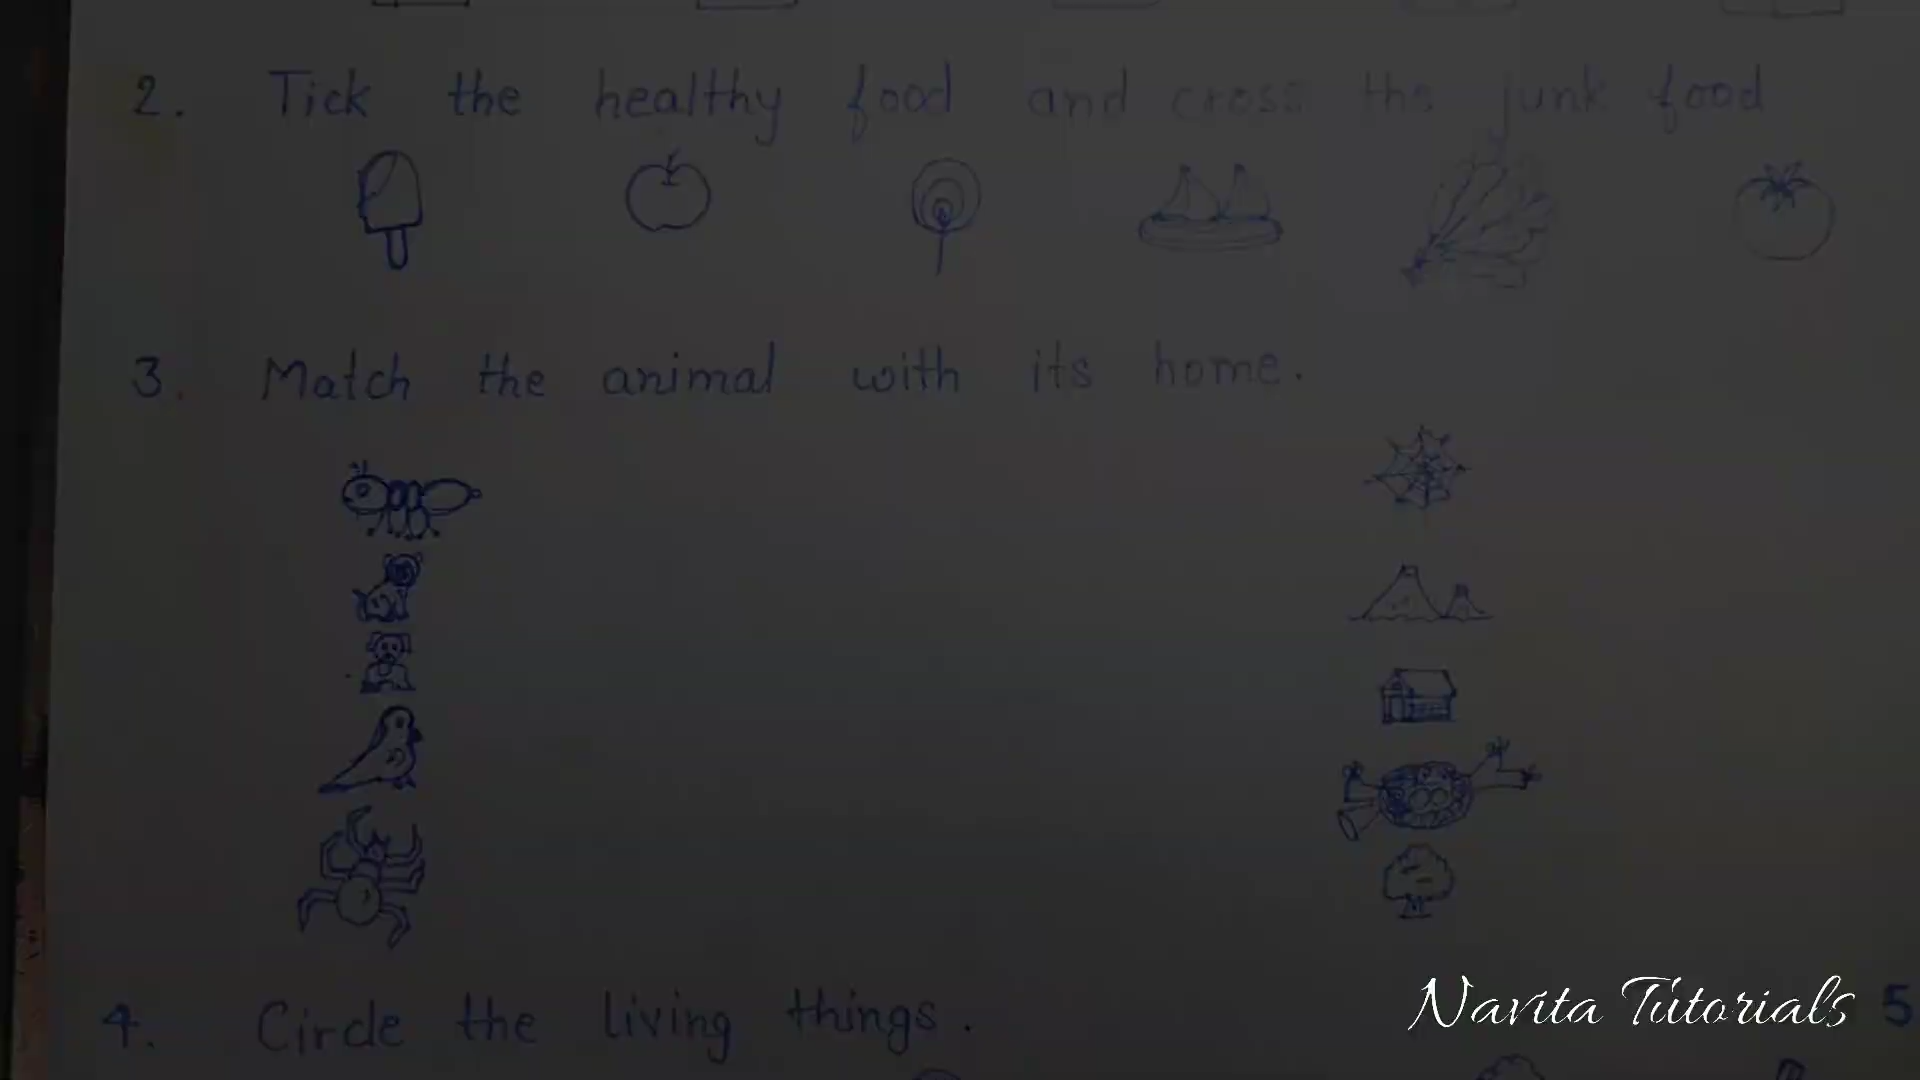 2. Tick the healthy food and cross the junk food
3. Match the animal with its home.
4. Circle the living things.
Navita Tutorials
5